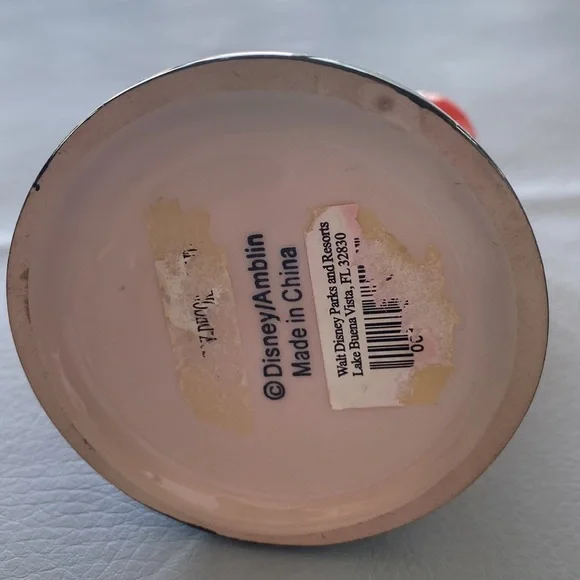 ©Disney/Amblin
Made in China
Walt Disney Parks and Resorts
Lake Buena Vista, FL 32830